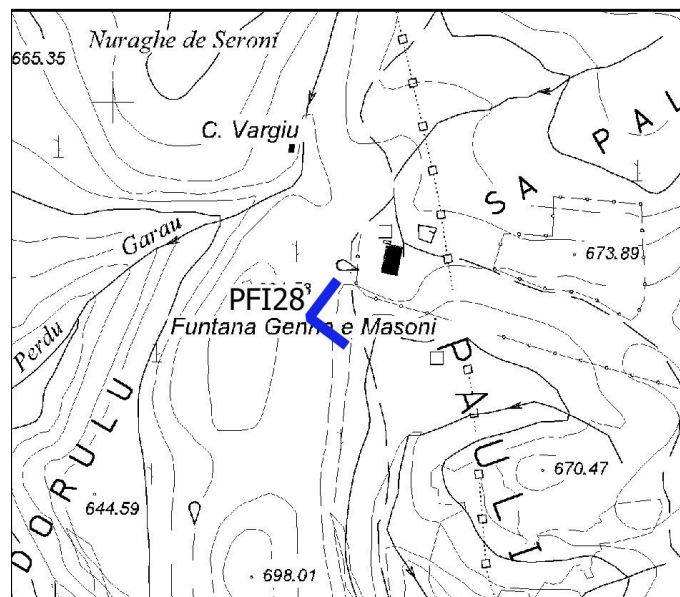 Nuraghe de Seroni
665.35
C. Vargiu
SA PAL
Garau
673.89
PFI28
Funtana Genna e Masoni
Perdu
PAULI
DORULU
670.47
644.59
698.01